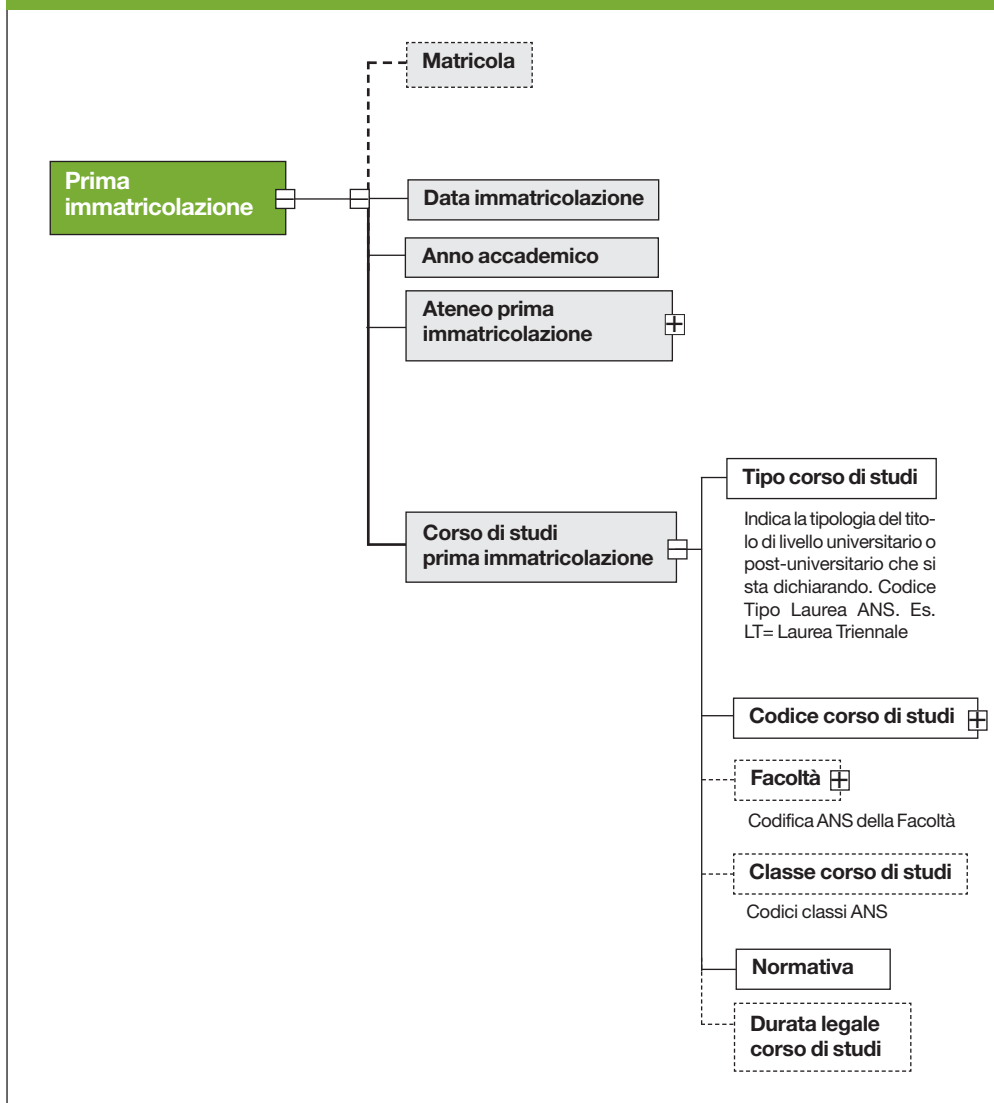 Matricola
Prima
immatricolazione
Data immatricolazione
Anno accademico
Ateneo prima
immatricolazione
Corso di studi
prima immatricolazione
Tipo corso di studi
Indica la tipologia del tito-
lo di livello universitario o
post-universitario che si
sta dichiarando. Codice
Tipo Laurea ANS. Es.
LT= Laurea Triennale
Codice corso di studi
Facoltà
Codifica ANS della Facoltà
Classe corso di studi
Codici classi ANS
Normativa
Durata legale
corso di studi